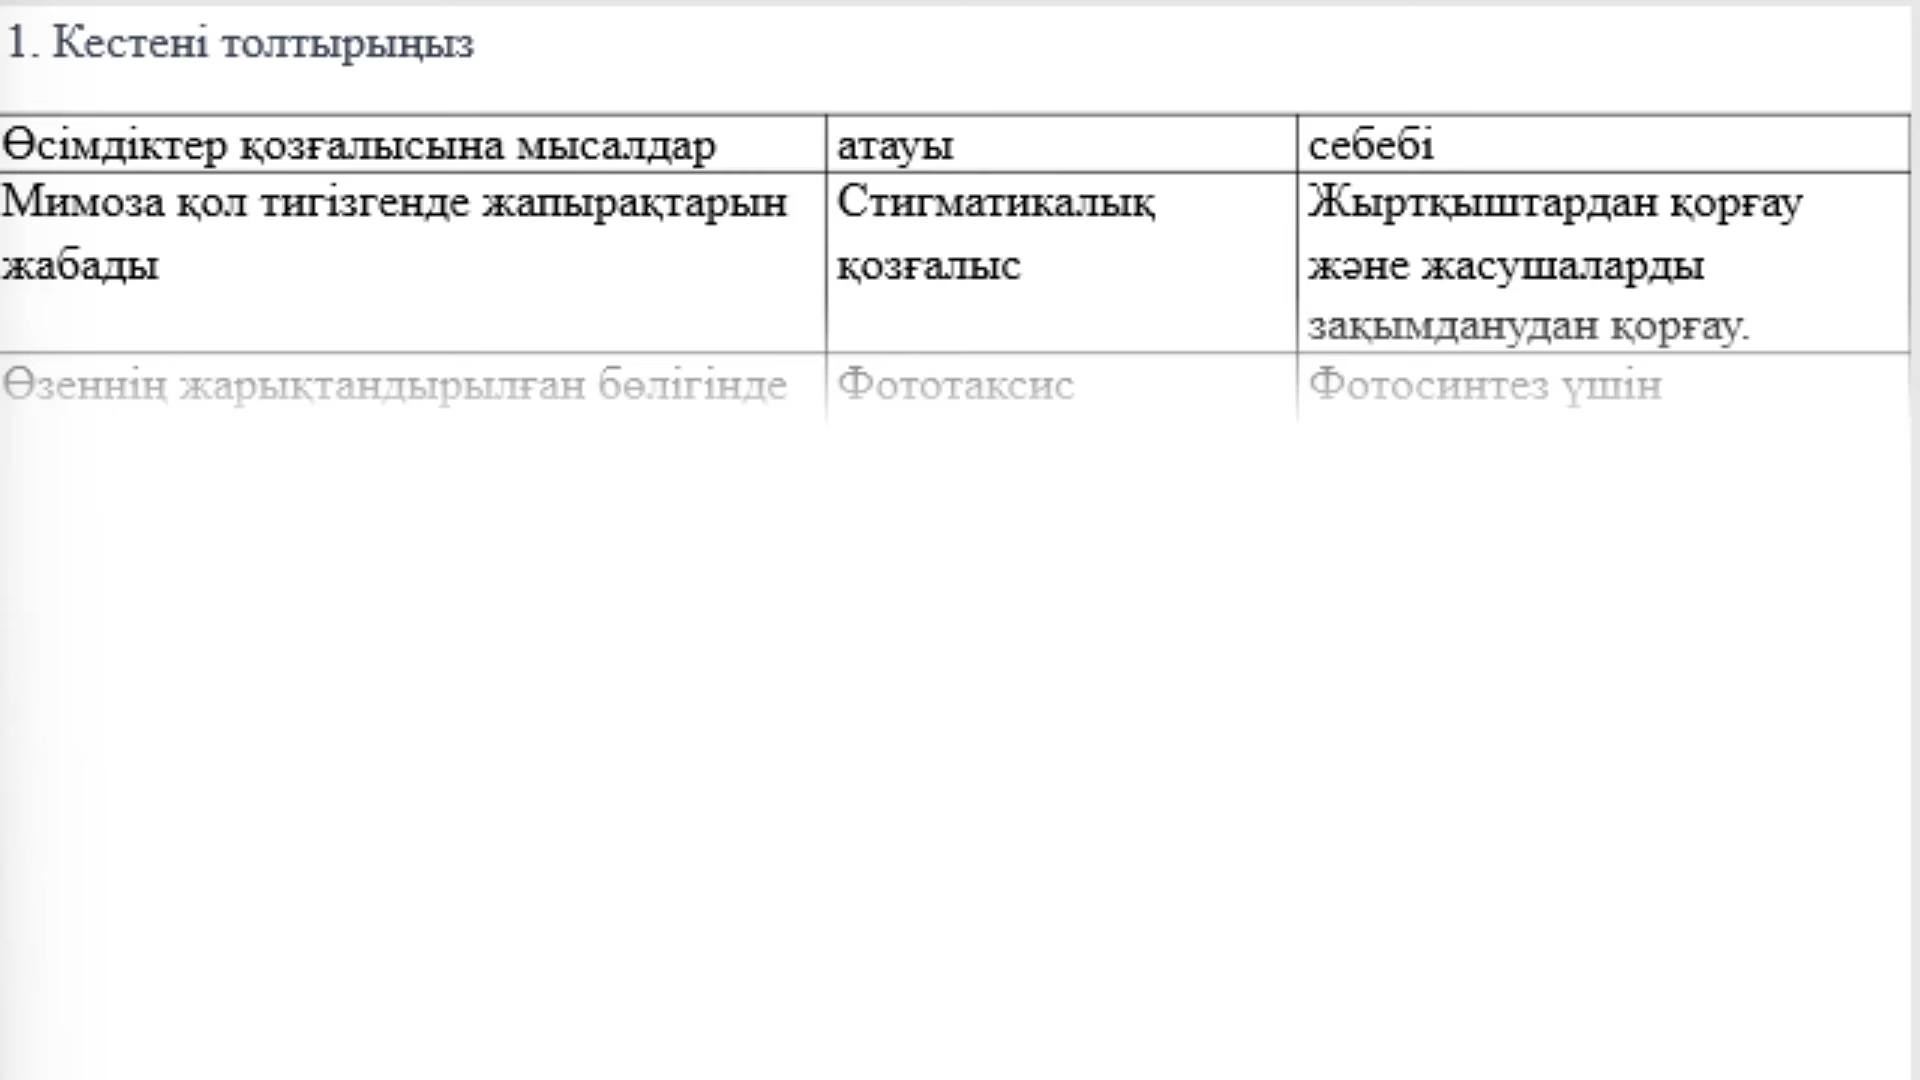 1. Кестені толтырыңыз
Өсімдіктер қозғалысына мысалдар
атауы
себебі
Мимоза қол тигізгенде жапырақтарын
жабады
Стигматикалық
қозғалыс
Жыртқыштардан қорғау
және жасушаларды
зақымданудан қорғау.
Өзеннің жарықтандырылған бөлігінде
Фототаксис
Фотосинтез үшін